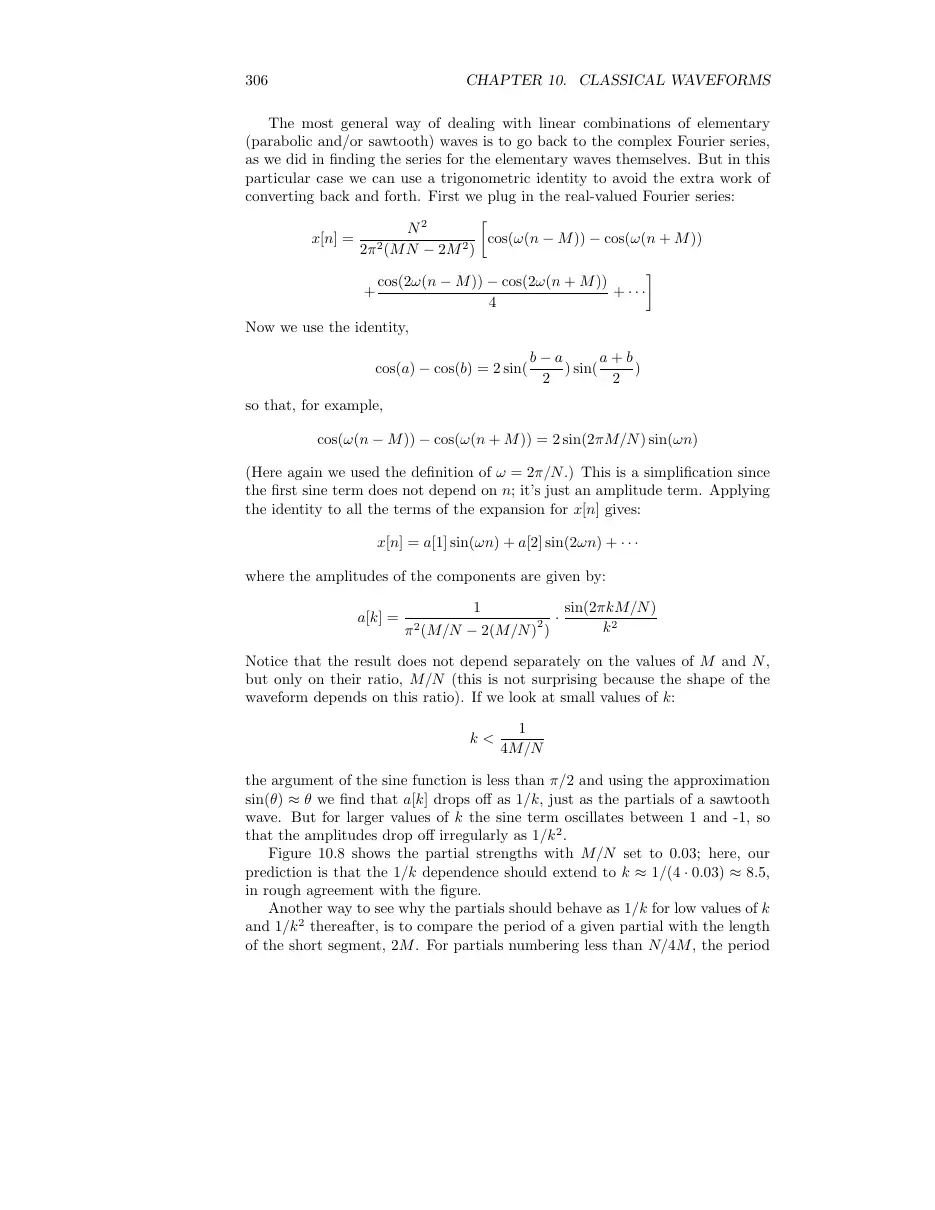 306 CHAPTER 10. CLASSICAL WAVEFORMS
The most general way of dealing with linear combinations of elementary
(parabolic and/or sawtooth) waves is to go back to the complex Fourier series,
as we did in finding the series for the elementary waves themselves. But in this
particular case we can use a trigonometric identity to avoid the extra work of
converting back and forth. First we plug in the real-valued Fourier series:
x[n] = N² / 2π²(MN − 2M²) [cos(ω(n − M)) − cos(ω(n + M))
+ cos(2ω(n − M)) − cos(2ω(n + M)) / 4 + · · ·]
Now we use the identity,
cos(a) − cos(b) = 2 sin( b − a / 2 ) sin( a + b / 2 )
so that, for example,
cos(ω(n − M)) − cos(ω(n + M)) = 2 sin(2πM/N) sin(ωn)
(Here again we used the definition of ω = 2π/N.) This is a simplification since
the first sine term does not depend on n; it's just an amplitude term. Applying
the identity to all the terms of the expansion for x[n] gives:
x[n] = a[1] sin(ωn) + a[2] sin(2ωn) + · · ·
where the amplitudes of the components are given by:
a[k] = 1 / π²(M/N − 2(M/N)²) · sin(2πkM/N) / k²
Notice that the result does not depend separately on the values of M and N,
but only on their ratio, M/N (this is not surprising because the shape of the
waveform depends on this ratio). If we look at small values of k:
k < 1 / 4M/N
the argument of the sine function is less than π/2 and using the approximation
sin(θ) ≈ θ we find that a[k] drops off as 1/k, just as the partials of a sawtooth
wave. But for larger values of k the sine term oscillates between 1 and -1, so
that the amplitudes drop off irregularly as 1/k².
Figure 10.8 shows the partial strengths with M/N set to 0.03; here, our
prediction is that the 1/k dependence should extend to k ≈ 1/(4 · 0.03) ≈ 8.5,
in rough agreement with the figure.
Another way to see why the partials should behave as 1/k for low values of k
and 1/k² thereafter, is to compare the period of a given partial with the length
of the short segment, 2M. For partials numbering less than N/4M, the period